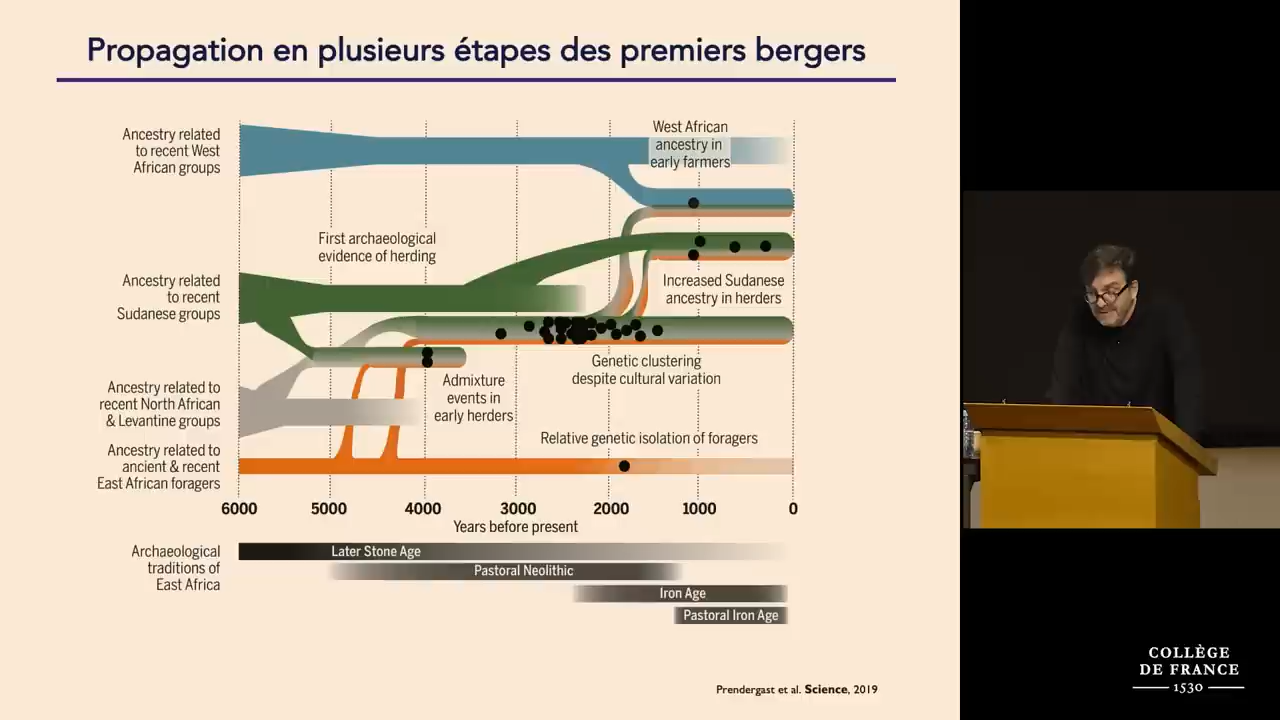 Propagation en plusieurs étapes des premiers bergers
Ancestry related
to recent West
African groups
West African
ancestry in
early farmers
First archaeological
evidence of herding
Ancestry related
to recent
Sudanese groups
Increased Sudanese
ancestry in herders
Genetic clustering
despite cultural variation
Ancestry related to
recent North African
& Levantine groups
Admixture
events in
early herders
Relative genetic isolation of foragers
Ancestry related to
ancient & recent
East African foragers
6000 5000 4000 3000 2000 1000 0
Years before present
Archaeological
traditions of
East Africa
Later Stone Age
Pastoral Neolithic
Iron Age
Pastoral Iron Age
Prendergast et al. Science, 2019
COLLÈGE
DE FRANCE
1530